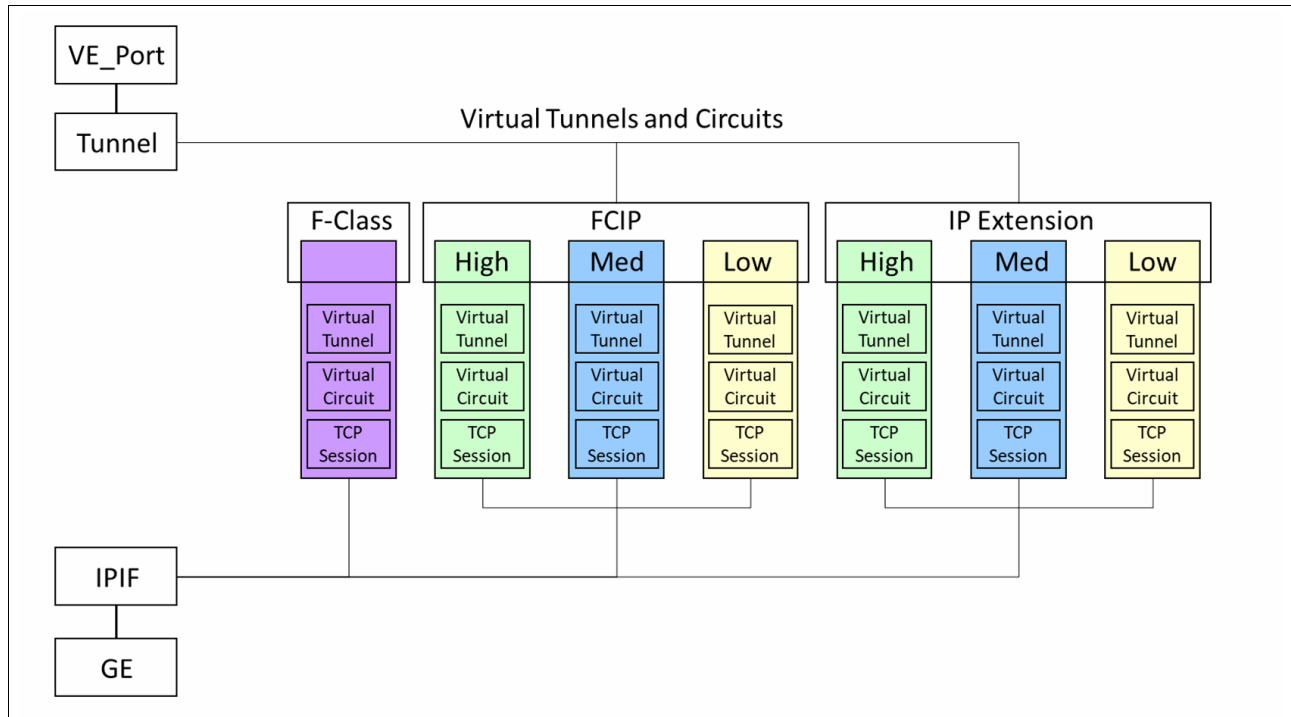 VE_Port
Tunnel
Virtual Tunnels and Circuits
F-Class
FCIP
IP Extension
High
Med
Low
High
Med
Low
Virtual
Tunnel
Virtual
Tunnel
Virtual
Tunnel
Virtual
Tunnel
Virtual
Tunnel
Virtual
Tunnel
Virtual
Tunnel
Virtual
Circuit
Virtual
Circuit
Virtual
Circuit
Virtual
Circuit
Virtual
Circuit
Virtual
Circuit
Virtual
Circuit
TCP
Session
TCP
Session
TCP
Session
TCP
Session
TCP
Session
TCP
Session
TCP
Session
IPIF
GE